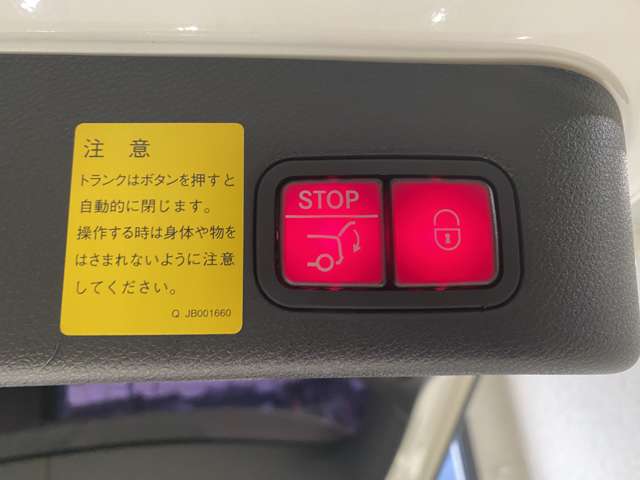 注意
トランクはボタンを押すと
自動的に閉じます。
操作する時は身体や物を
はさまれないように注意
してください。
Q JB001660
STOP